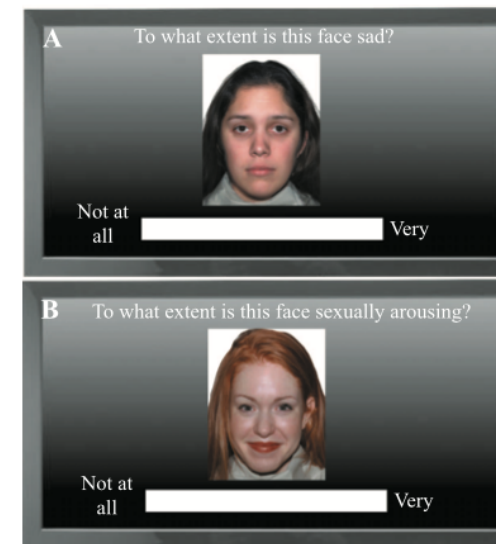 A
To what extent is this face sad?
Not at
all
Very
B
To what extent is this face sexually arousing?
Not at
all
Very